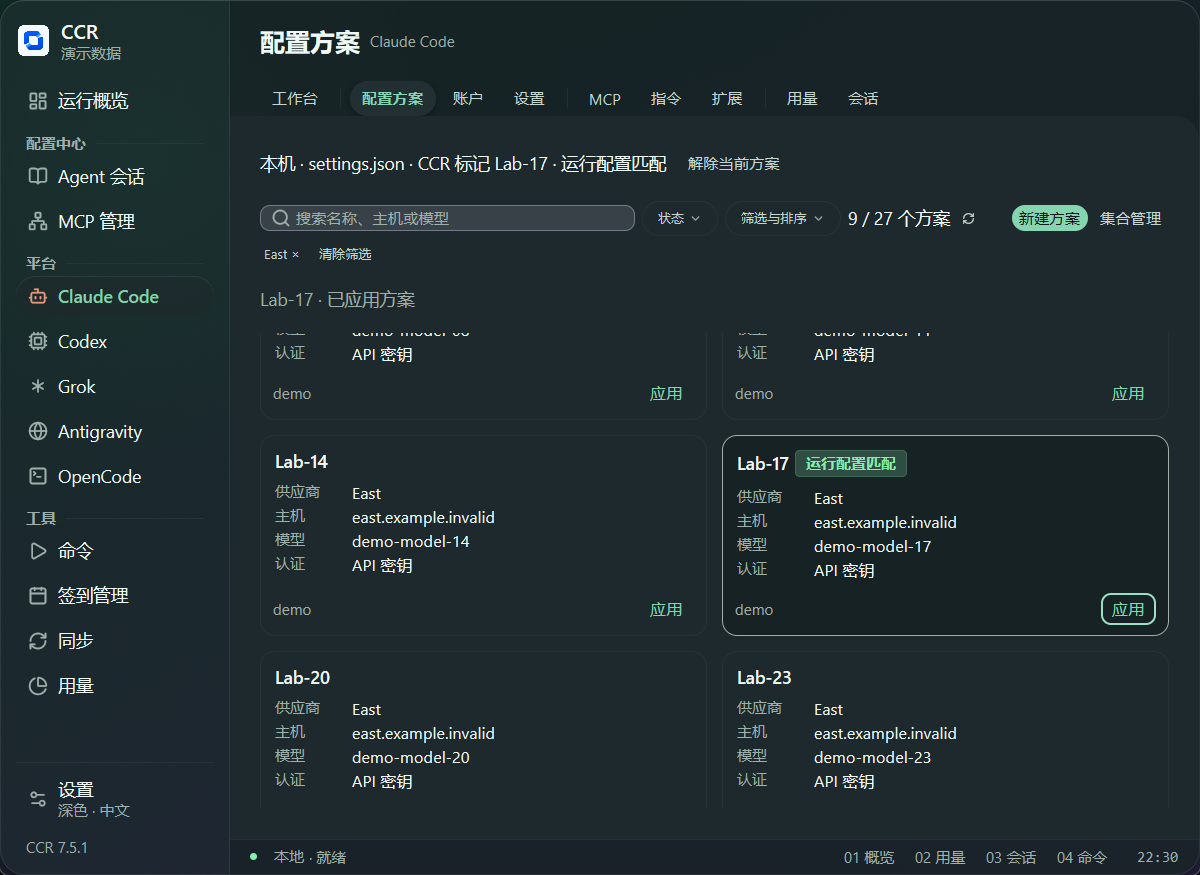 CCR
演示数据
运行概览
配置中心
Agent 会话
MCP 管理
平台
Claude Code
Codex
Grok
Antigravity
OpenCode
工具
命令
签到管理
同步
用量
设置
深色 · 中文
CCR 7.5.1
配置方案 Claude Code
工作台 配置方案 账户 设置 MCP 指令 扩展 用量 会话
本机 · settings.json · CCR 标记 Lab-17 · 运行配置匹配 解除当前方案
搜索名称、主机或模型 状态 筛选与排序 9 / 27 个方案 新建方案 集合管理
East × 清除筛选
Lab-17 · 已应用方案
认证 API 密钥
demo 应用
认证 API 密钥
demo 应用
Lab-14
供应商 East
主机 east.example.invalid
模型 demo-model-14
认证 API 密钥
demo 应用
Lab-17 运行配置匹配
供应商 East
主机 east.example.invalid
模型 demo-model-17
认证 API 密钥
demo 应用
Lab-20
供应商 East
主机 east.example.invalid
模型 demo-model-20
认证 API 密钥
Lab-23
供应商 East
主机 east.example.invalid
模型 demo-model-23
认证 API 密钥
本地 · 就绪 01 概览 02 用量 03 会话 04 命令 22:30